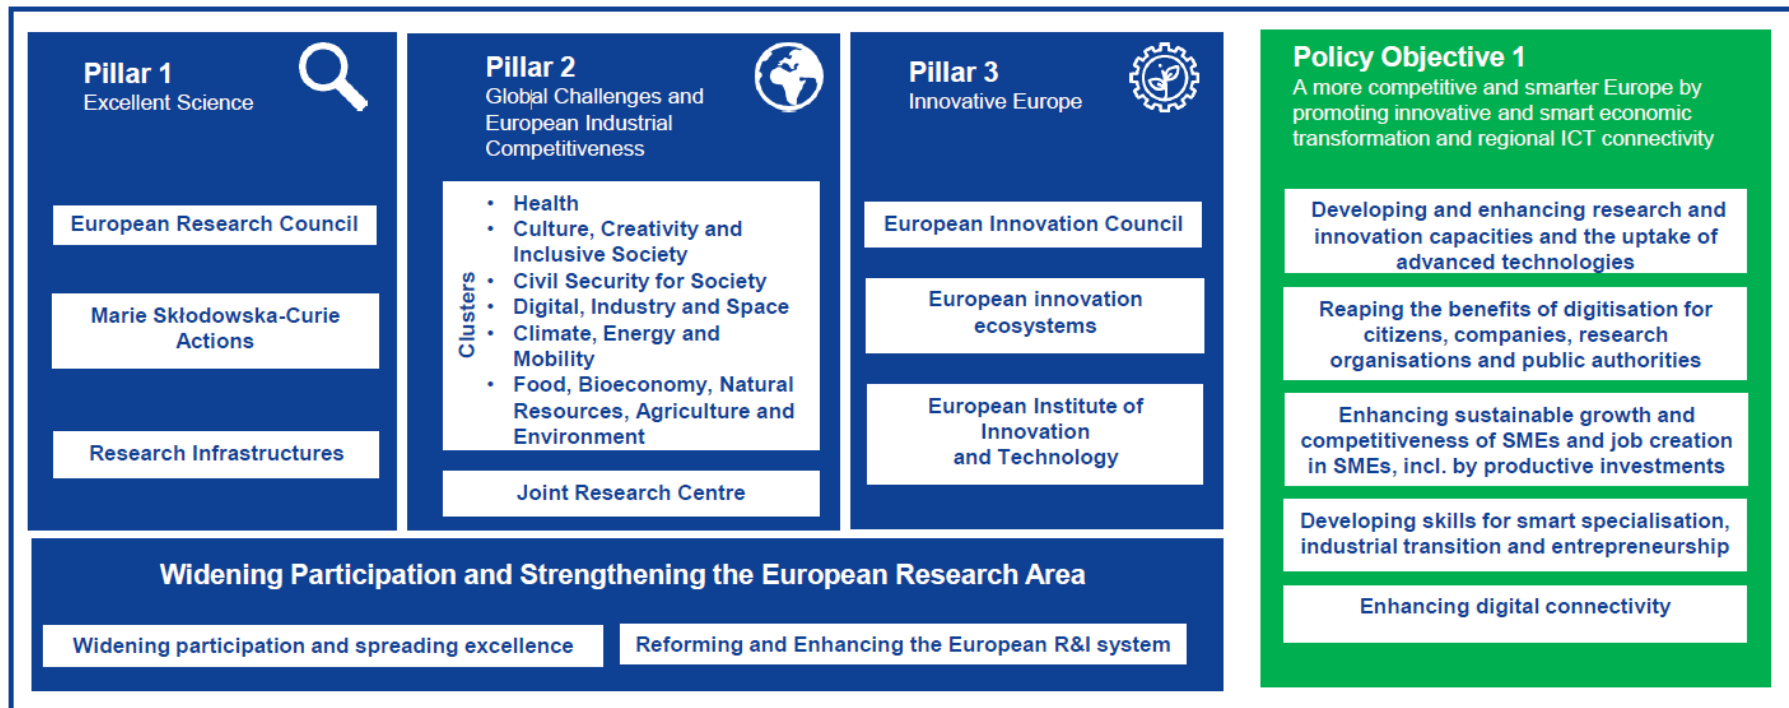 Pillar 1
Excellent Science
European Research Council
Marie Skłodowska-Curie
Actions
Research Infrastructures
Pillar 2
Global Challenges and
European Industrial
Competitiveness
Clusters
• Health
• Culture, Creativity and
Inclusive Society
• Civil Security for Society
• Digital, Industry and Space
• Climate, Energy and
Mobility
• Food, Bioeconomy, Natural
Resources, Agriculture and
Environment
Joint Research Centre
Pillar 3
Innovative Europe
European Innovation Council
European innovation
ecosystems
European Institute of
Innovation
and Technology
Widening Participation and Strengthening the European Research Area
Widening participation and spreading excellence
Reforming and Enhancing the European R&I system
Policy Objective 1
A more competitive and smarter Europe by
promoting innovative and smart economic
transformation and regional ICT connectivity
Developing and enhancing research and
innovation capacities and the uptake of
advanced technologies
Reaping the benefits of digitisation for
citizens, companies, research
organisations and public authorities
Enhancing sustainable growth and
competitiveness of SMEs and job creation
in SMEs, incl. by productive investments
Developing skills for smart specialisation,
industrial transition and entrepreneurship
Enhancing digital connectivity